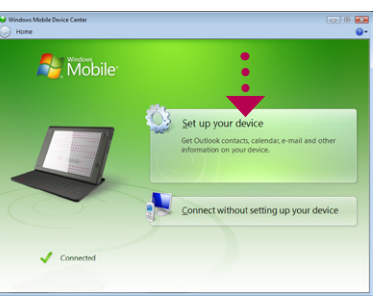 Windows Mobile Device Center
Home
Windows
Mobile
Set up your device
Get Outlook contacts, calendar, e-mail and other
information on your device.
Connect without setting up your device
Connected